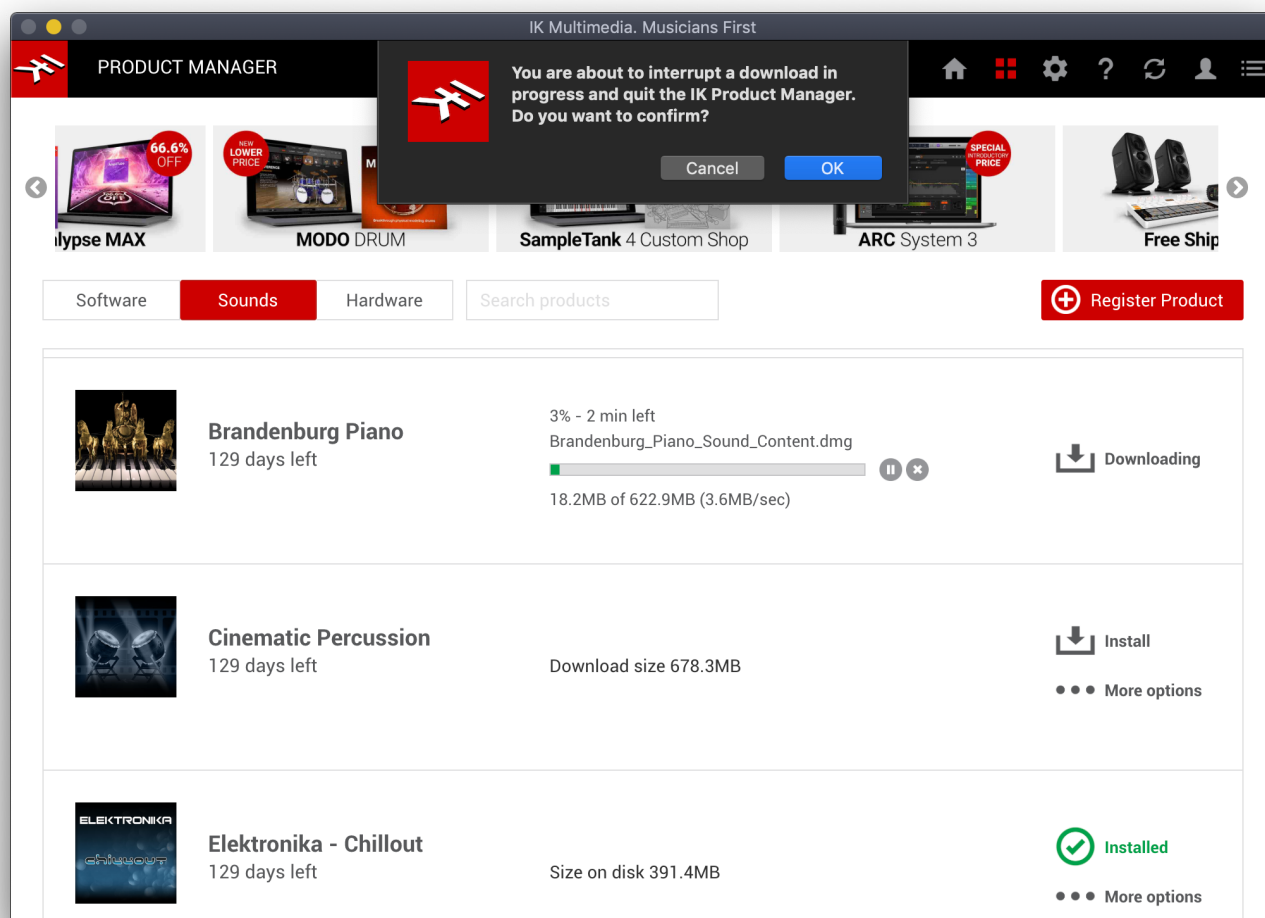 IK Multimedia. Musicians First
PRODUCT MANAGER
You are about to interrupt a download in
progress and quit the IK Product Manager.
Do you want to confirm?
Cancel
OK
66.6%
OFF
lypse MAX
NEW
LOWER
PRICE
MODO DRUM
SampleTank 4 Custom Shop
SPECIAL
INTRODUCTORY
PRICE
ARC System 3
Free Ship
Software
Sounds
Hardware
Search products
Register Product
Brandenburg Piano
129 days left
3% - 2 min left
Brandenburg_Piano_Sound_Content.dmg
18.2MB of 622.9MB (3.6MB/sec)
Downloading
Cinematic Percussion
129 days left
Download size 678.3MB
Install
More options
ELEKTRONIKA
chillout
Elektronika - Chillout
129 days left
Size on disk 391.4MB
Installed
More options